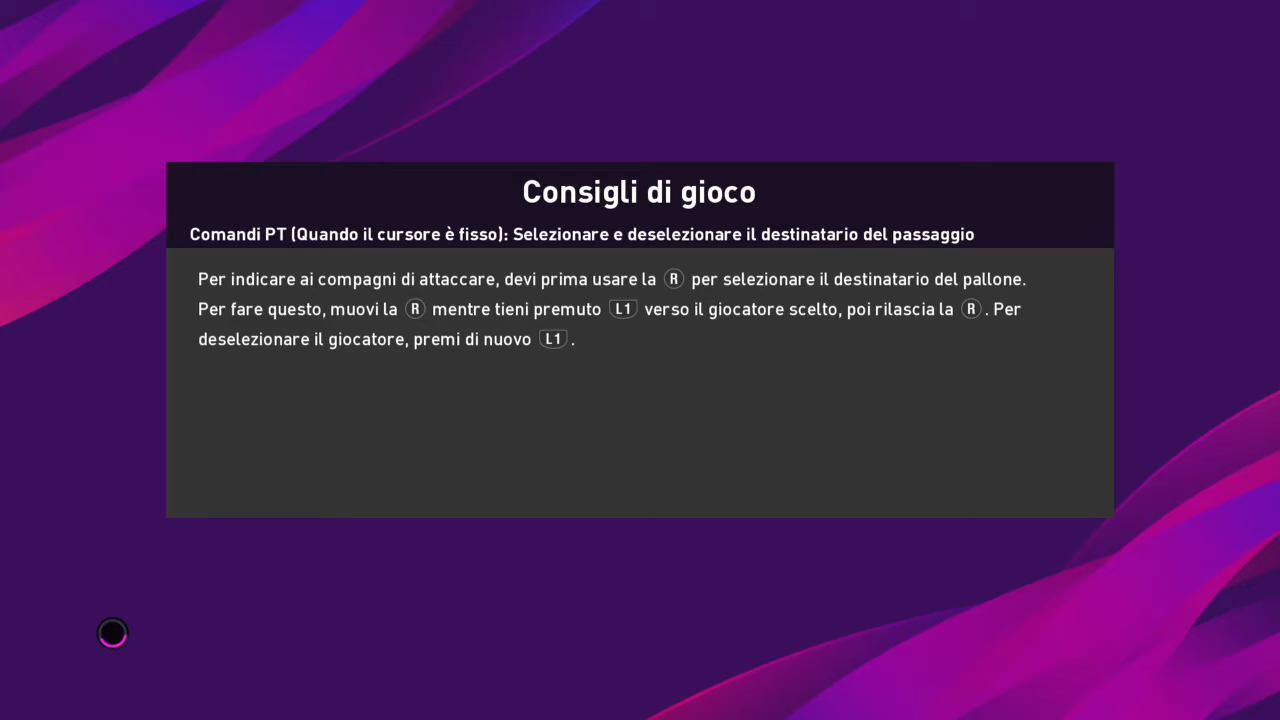 Consigli di gioco
Comandi PT (Quando il cursore è fisso): Selezionare e deselezionare il destinatario del passaggio
Per indicare ai compagni di attaccare, devi prima usare la R per selezionare il destinatario del pallone.
Per fare questo, muovi la R mentre tieni premuto L1 verso il giocatore scelto, poi rilascia la R. Per
deselezionare il giocatore, premi di nuovo L1.